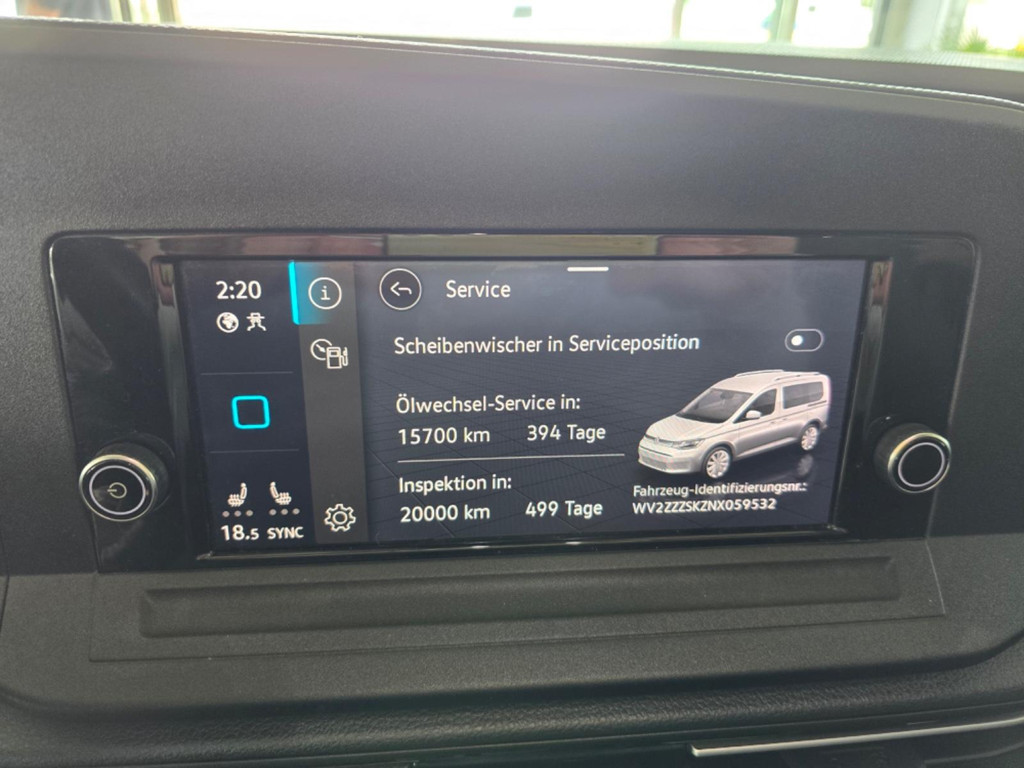 2:20
Service
Scheibenwischer in Serviceposition
Ölwechsel-Service in:
15700 km 394 Tage
Inspektion in:
20000 km 499 Tage
Fahrzeug-Identifizierungsnr.:
WV2ZZZSKZNX059532
18.5 SYNC